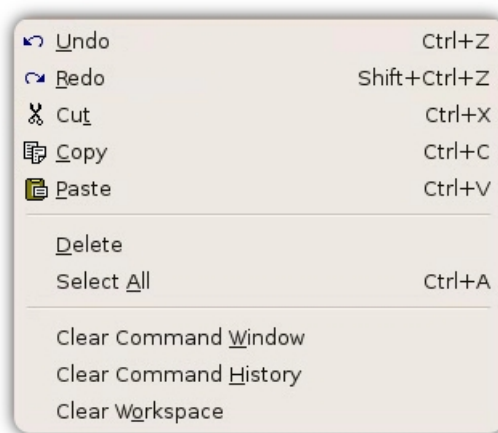 Undo Ctrl+Z
Redo Shift+Ctrl+Z
Cut Ctrl+X
Copy Ctrl+C
Paste Ctrl+V
Delete
Select All Ctrl+A
Clear Command Window
Clear Command History
Clear Workspace